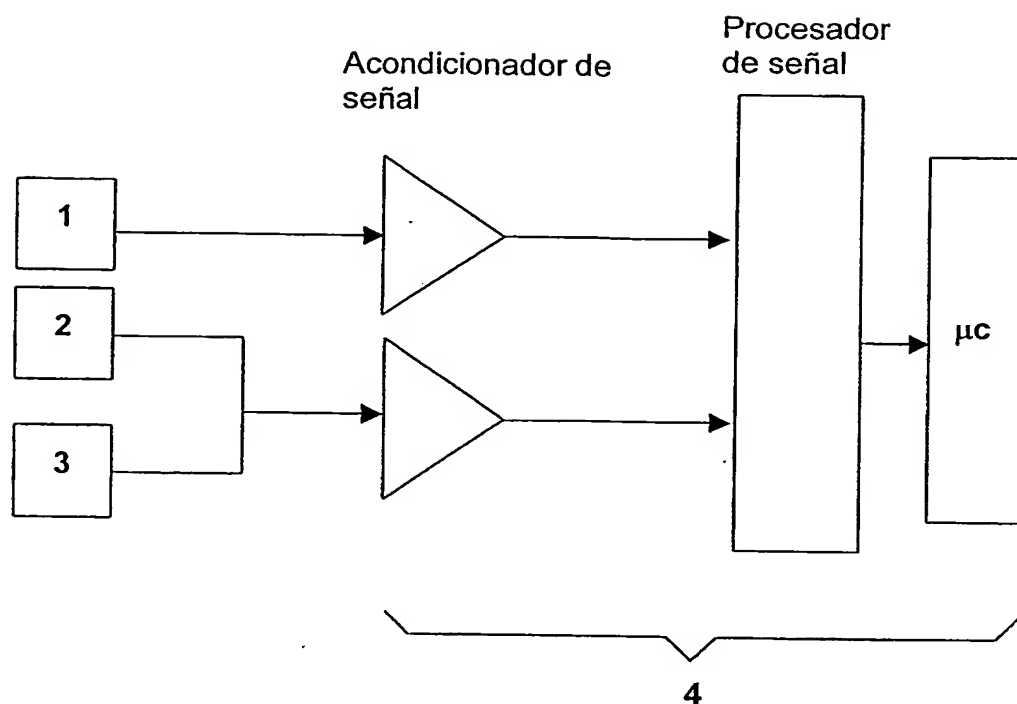 Procesador
de señal
Acondicionador de
señal
1
2
3
μc
4